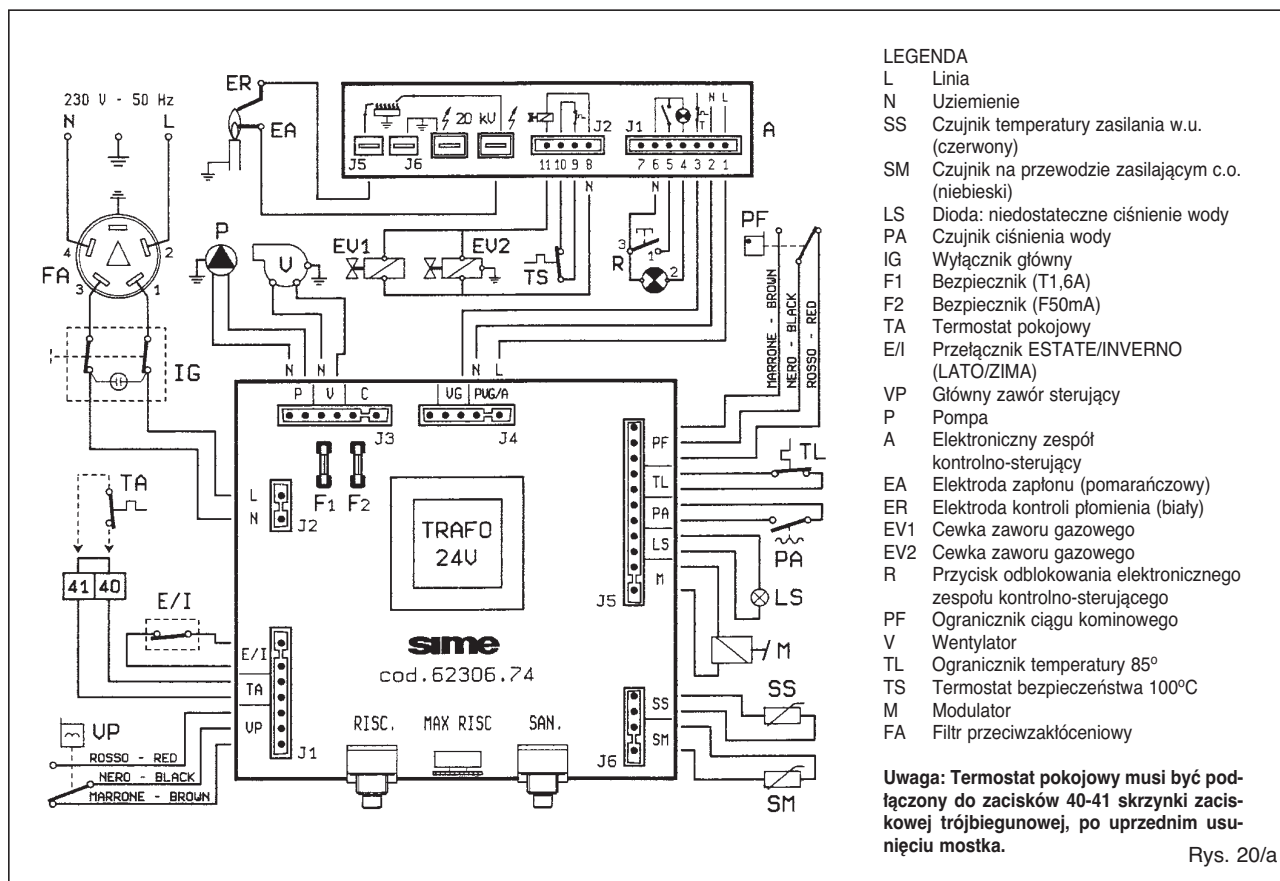 230 V - 50 Hz
N
L
4
2
3
1
FA
IG
P
V
ER
EA
J5
J6
20 kV
J2
11 10 9 8
N
J1
N L
T
7 6 5 4 3 2 1
A
EV1
EV2
TS
N
3
1
R
2
PF
MARRONE - BROWN
NERO - BLACK
ROSSO - RED
N
N
P
V
C
J3
N
L
VG
PVG/A
J4
F1
F2
L
N
J2
TRAFO
24V
TA
41 40
E/I
E/I
TA
VP
J1
VP
ROSSO - RED
NERO - BLACK
MARRONE - BROWN
sime
cod.62306.74
RISC.
MAX RISC
SAN.
PF
TL
PA
LS
M
J5
TL
PA
LS
M
SS
SM
J6
SS
SM
LEGENDA
L Linia
N Uziemienie
SS Czujnik temperatury zasilania w.u.
(czerwony)
SM Czujnik na przewodzie zasilającym c.o.
(niebieski)
LS Dioda: niedostateczne ciśnienie wody
PA Czujnik ciśnienia wody
IG Wyłącznik główny
F1 Bezpiecznik (T1,6A)
F2 Bezpiecznik (F50mA)
TA Termostat pokojowy
E/I Przełącznik ESTATE/INVERNO
(LATO/ZIMA)
VP Główny zawór sterujący
P Pompa
A Elektroniczny zespół
kontrolno-sterujący
EA Elektroda zapłonu (pomarańczowy)
ER Elektroda kontroli płomienia (biały)
EV1 Cewka zaworu gazowego
EV2 Cewka zaworu gazowego
R Przycisk odblokowania elektronicznego
zespołu kontrolno-sterującego
PF Ogranicznik ciągu kominowego
V Wentylator
TL Ogranicznik temperatury 85º
TS Termostat bezpieczeństwa 100ºC
M Modulator
FA Filtr przeciwzakłóceniowy
Uwaga: Termostat pokojowy musi być pod-
łączony do zacisków 40-41 skrzynki zacis-
kowej trójbiegunowej, po uprzednim usu-
nięciu mostka.
Rys. 20/a